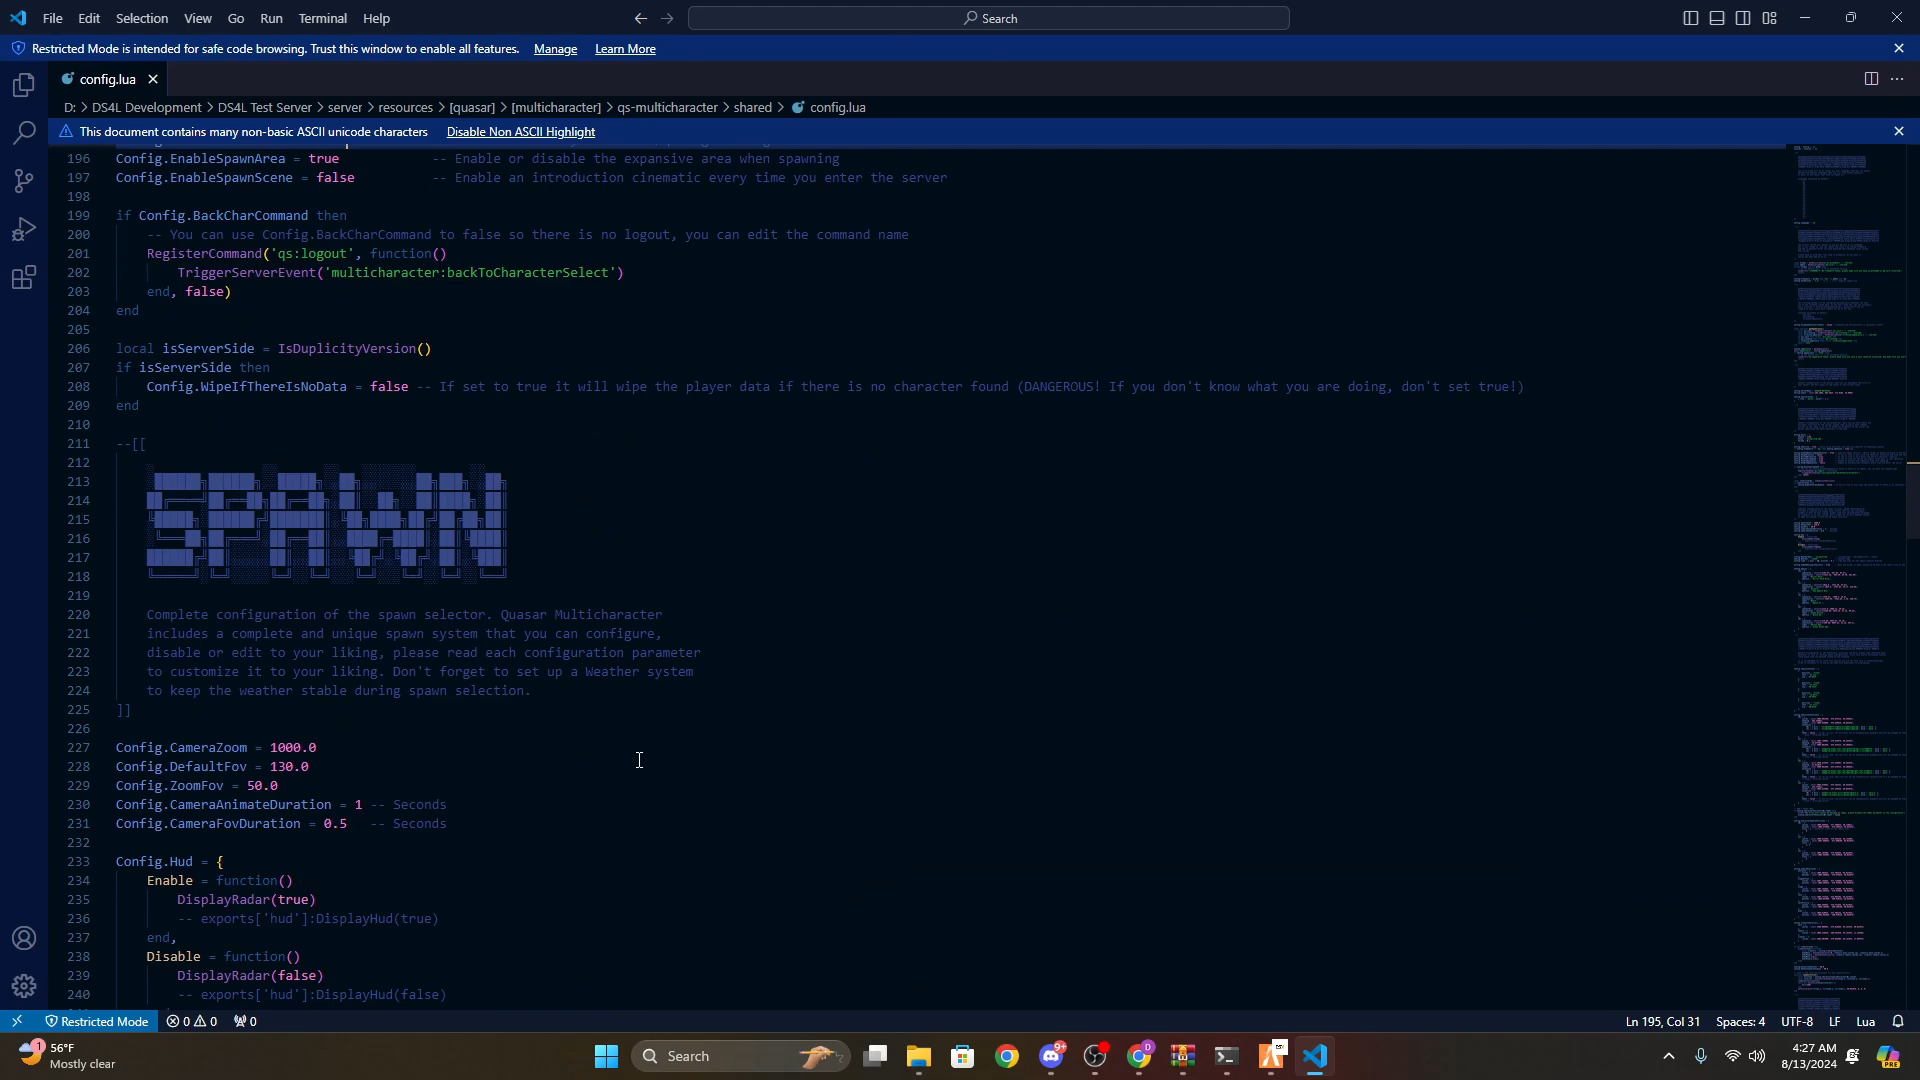 File Edit Selection View Go Run Terminal Help
Search
Restricted Mode is intended for safe code browsing. Trust this window to enable all features. Manage Learn More
config.lua
D: > DS4L Development > DS4L Test Server > server > resources > [quasar] > [multicharacter] > qs-multicharacter > shared > config.lua
This document contains many non-basic ASCII unicode characters Disable Non ASCII Highlight
196 Config.EnableSpawnArea = true -- Enable or disable the expansive area when spawning
197 Config.EnableSpawnScene = false -- Enable an introduction cinematic every time you enter the server
198
199 if Config.BackCharCommand then
200 -- You can use Config.BackCharCommand to false so there is no logout, you can edit the command name
201 RegisterCommand('qs:logout', function()
202 TriggerServerEvent('multicharacter:backToCharacterSelect')
203 end, false)
204 end
205
206 local isServerSide = IsDuplicityVersion()
207 if isServerSide then
208 Config.WipeIfThereIsNoData = false -- If set to true it will wipe the player data if there is no character found (DANGEROUS! If you don't know what you are doing, don't set true!)
209 end
210
211 --[[
212
213
214
215
216
217
218
219
220 Complete configuration of the spawn selector. Quasar Multicharacter
221 includes a complete and unique spawn system that you can configure,
222 disable or edit to your liking, please read each configuration parameter
223 to customize it to your liking. Don't forget to set up a Weather system
224 to keep the weather stable during spawn selection.
225 ]]
226
227 Config.CameraZoom = 1000.0
228 Config.DefaultFov = 130.0
229 Config.ZoomFov = 50.0
230 Config.CameraAnimateDuration = 1 -- Seconds
231 Config.CameraFovDuration = 0.5 -- Seconds
232
233 Config.Hud = {
234 Enable = function()
235 DisplayRadar(true)
236 -- exports['hud']:DisplayHud(true)
237 end,
238 Disable = function()
239 DisplayRadar(false)
240 -- exports['hud']:DisplayHud(false)
Restricted Mode 0 0 0 Ln 195, Col 31 Spaces: 4 UTF-8 LF Lua
1 56°F
Mostly clear
Search
9+
D
4:27 AM
8/13/2024
PRE